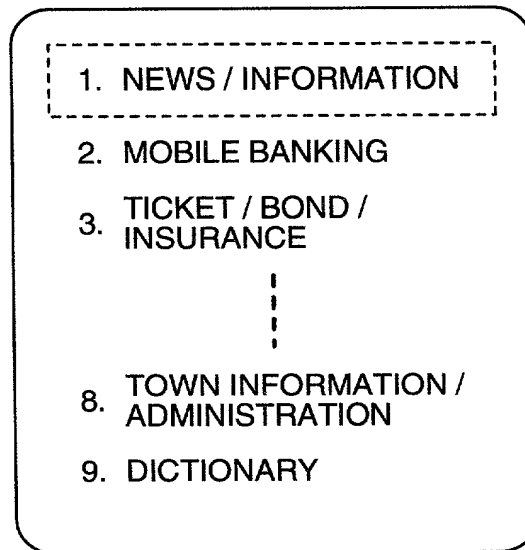 1. NEWS / INFORMATION
2. MOBILE BANKING
3. TICKET / BOND /
INSURANCE
8. TOWN INFORMATION /
ADMINISTRATION
9. DICTIONARY